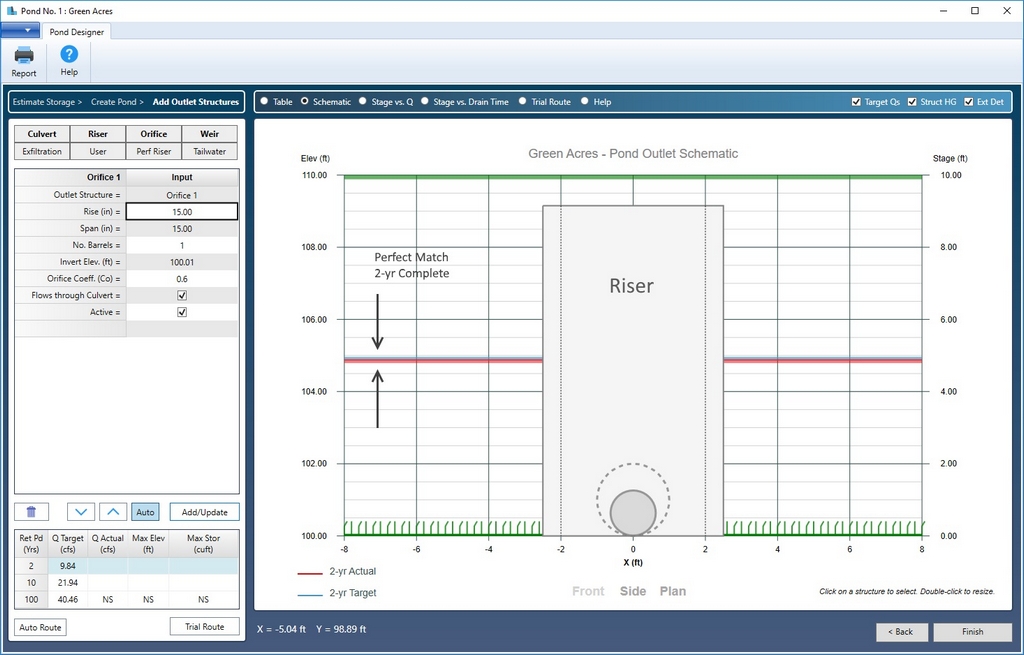 Pond No. 1 : Green Acres
Pond Designer
Report
Help
Estimate Storage > Create Pond > Add Outlet Structures
Table Schematic Stage vs. Q Stage vs. Drain Time Trial Route Help
Target Qs Struct HG Ext Det
Culvert Riser Orifice Weir
Exfiltration User Perf Riser Tailwater
Orifice 1 Input
Outlet Structure = Orifice 1
Rise (in) = 15.00
Span (in) = 15.00
No. Barrels = 1
Invert Elev. (ft) = 100.01
Orifice Coeff. (Co) = 0.6
Flows through Culvert =
Active =
Auto
Add/Update
Ret Pd Q Target Q Actual Max Elev Max Stor
(Yrs) (cfs) (cfs) (ft) (cuft)
2 9.84
10 21.94
100 40.46 NS NS NS
Auto Route
Trial Route
Green Acres - Pond Outlet Schematic
Elev (ft)
Stage (ft)
110.00 10.00
108.00 8.00
Perfect Match
2-yr Complete
Riser
106.00 6.00
104.00 4.00
102.00 2.00
100.00 0.00
-8 -6 -4 -2 0 2 4 6 8
X (ft)
2-yr Actual
2-yr Target
Front Side Plan
Click on a structure to select. Double-click to resize.
X = -5.04 ft Y = 98.89 ft
< Back
Finish